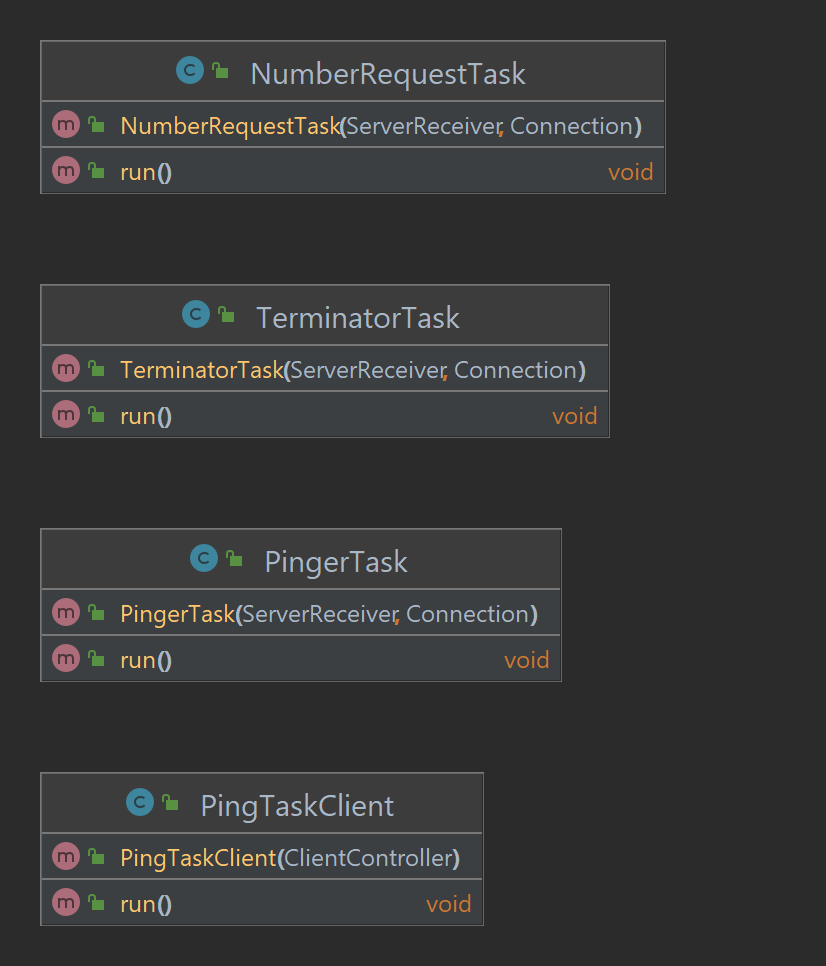 NumberRequestTask
NumberRequestTask(ServerReceiver, Connection)
run() void
TerminatorTask
TerminatorTask(ServerReceiver, Connection)
run() void
PingerTask
PingerTask(ServerReceiver, Connection)
run() void
PingTaskClient
PingTaskClient(ClientController)
run() void